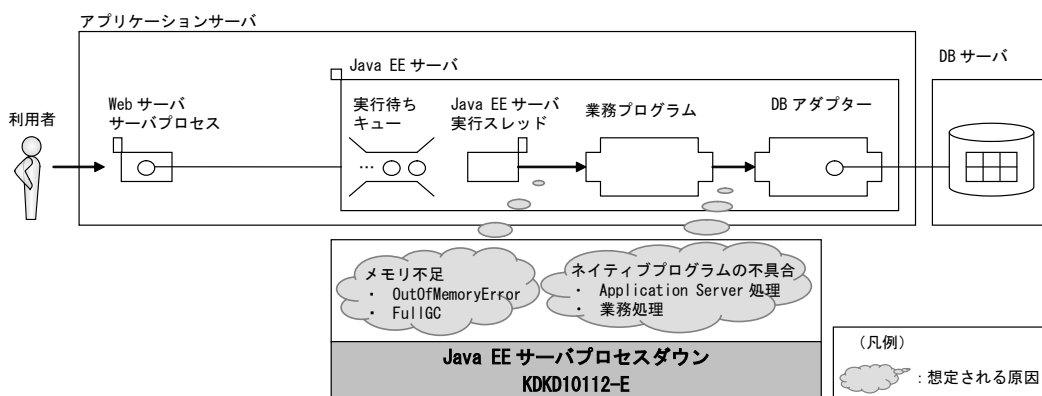 アプリケーションサーバ
Java EE サーバ
DB サーバ
利用者
Web サーバ
サーバプロセス
実行待ち
キュー
…
Java EE サーバ
実行スレッド
業務プログラム
DB アダプター
メモリ不足
・ OutOfMemoryError
・ FullGC
ネイティブプログラムの不具合
・ Application Server 処理
・ 業務処理
Java EE サーバプロセスダウン
KDKD10112-E
(凡例)
：想定される原因